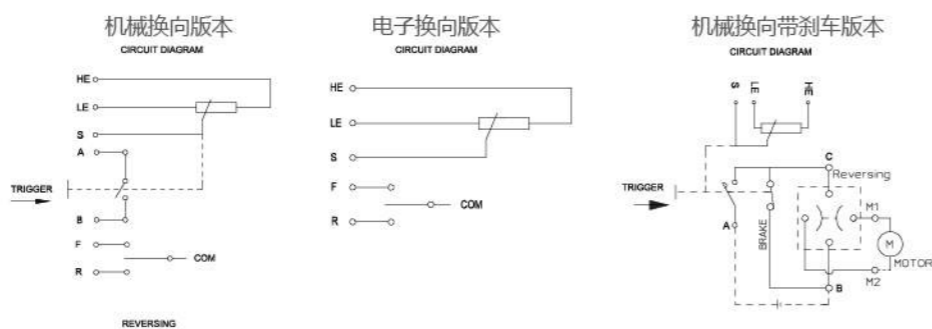 机械换向版本
CIRCUIT DIAGRAM
HE
LE
S
A
TRIGGER
B
F
R
COM
REVERSING
电子换向版本
CIRCUIT DIAGRAM
HE
LE
S
F
COM
R
机械换向带刹车版本
CIRCUIT DIAGRAM
S LE HE
C
Reversing
TRIGGER
M1
A
BRAKE
M
MOTOR
M2
B